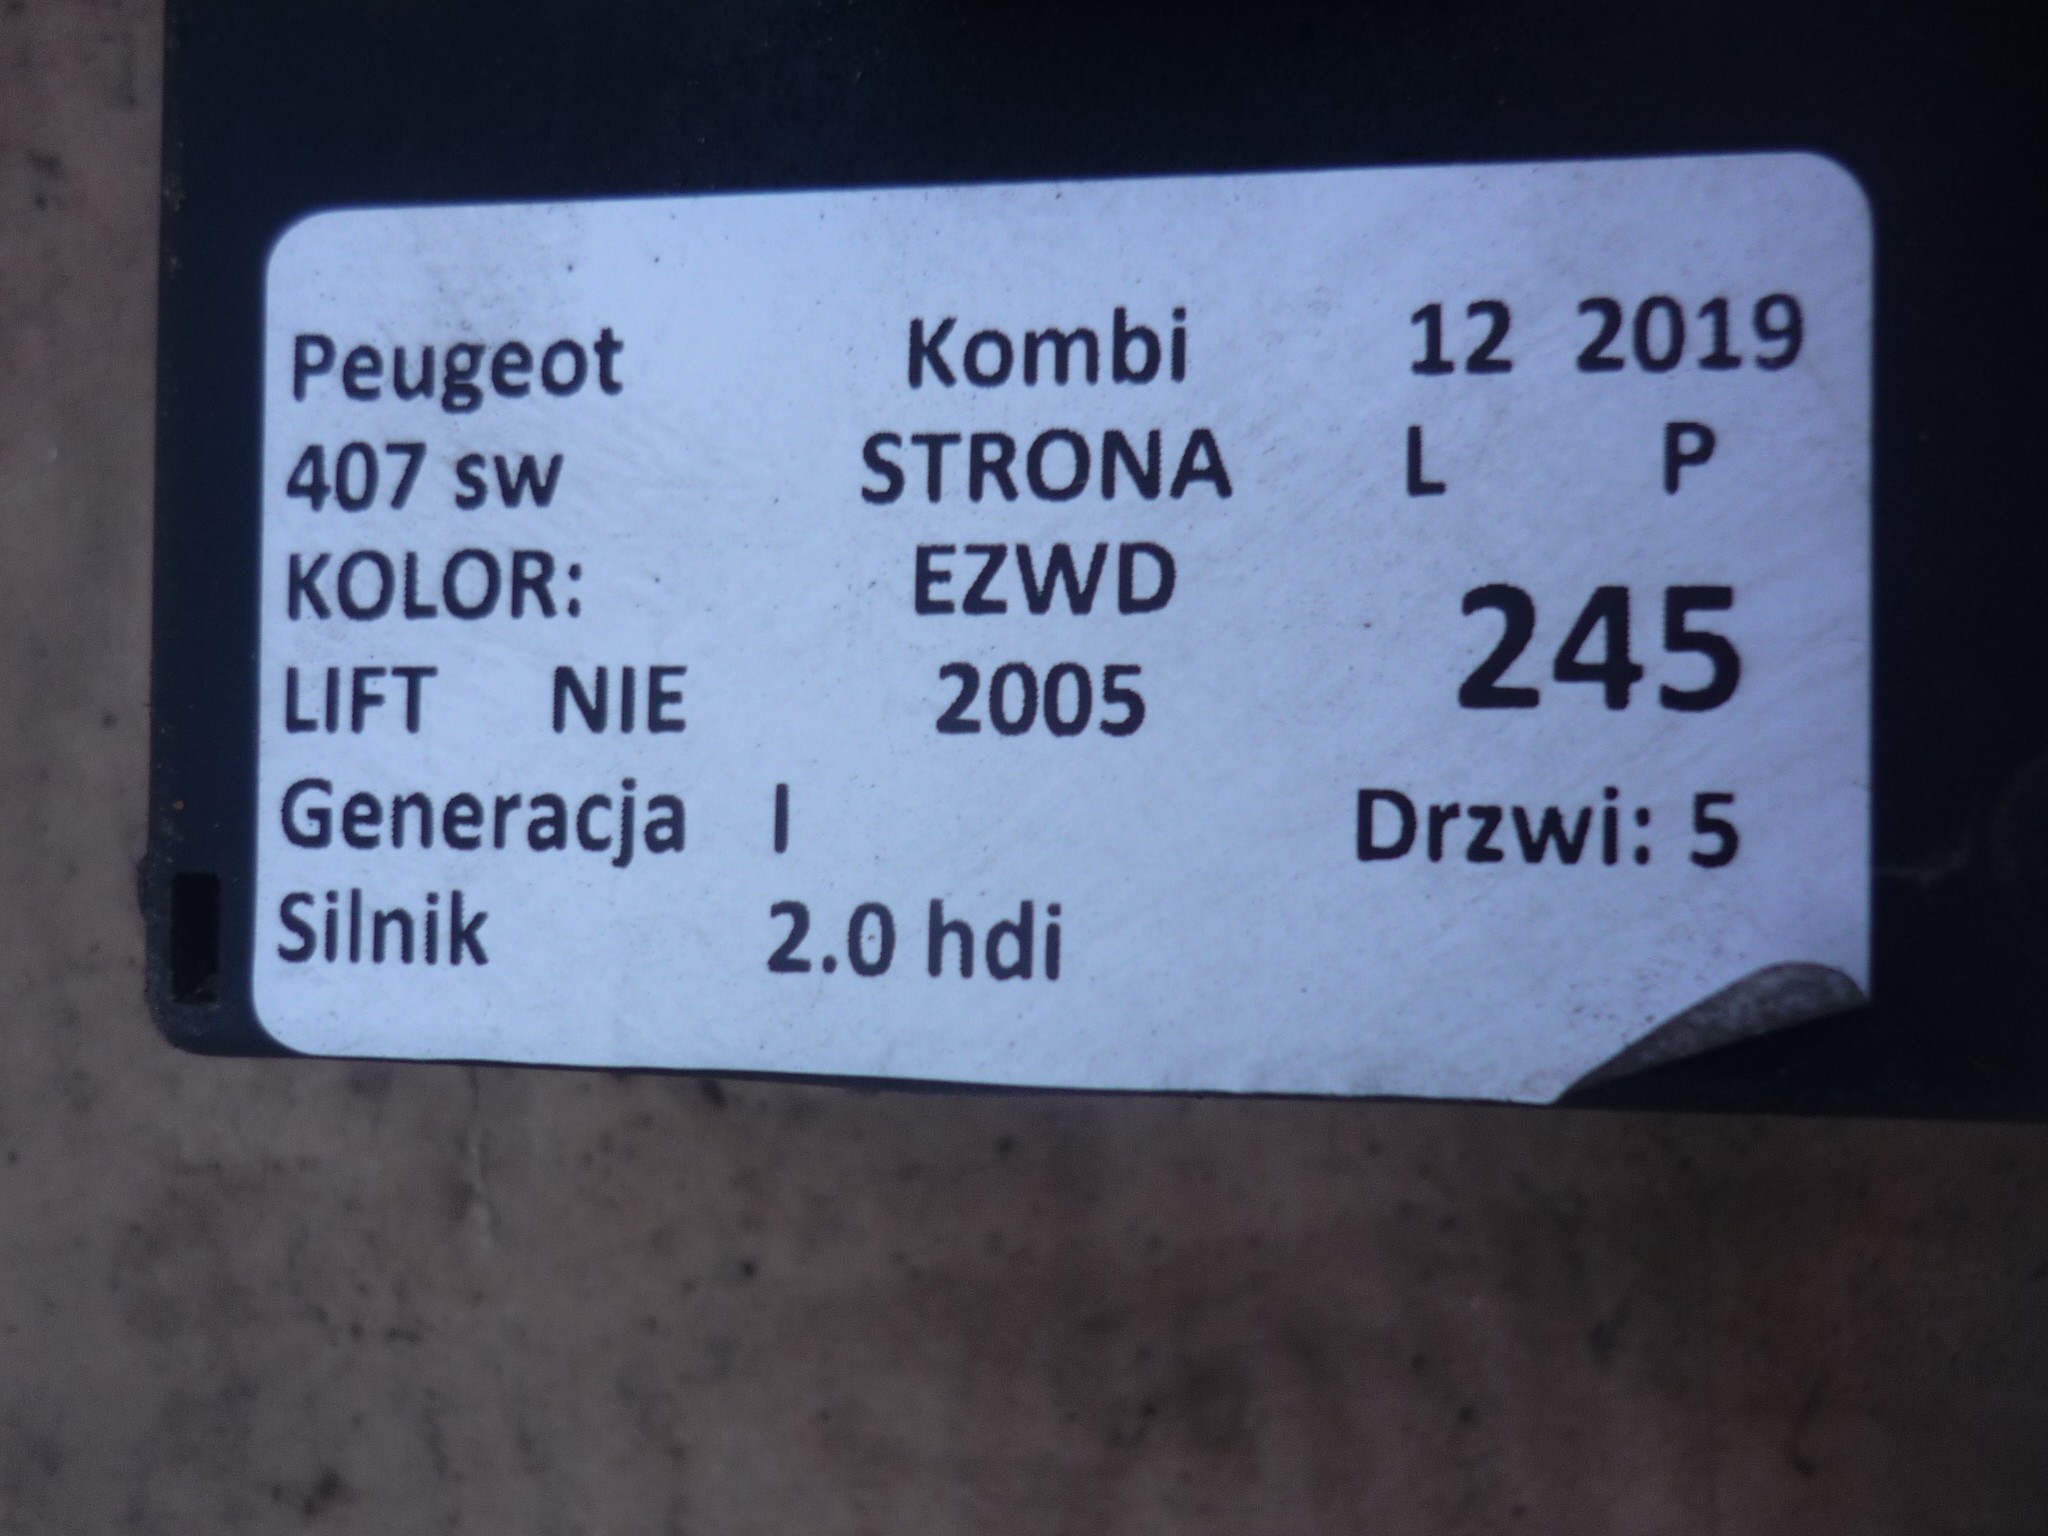 Peugeot Kombi 12 2019
407 sw STRONA L P
KOLOR: EZWD 245
LIFT NIE 2005
Generacja I Drzwi: 5
Silnik 2.0 hdi